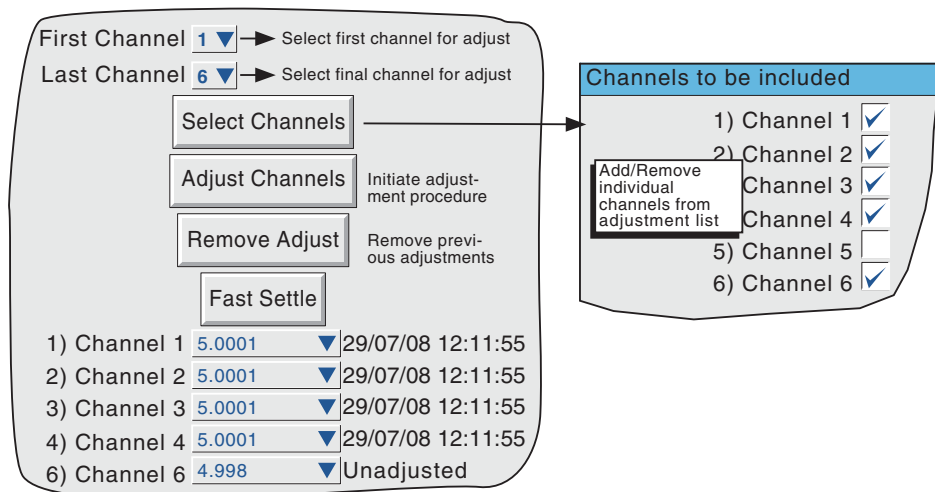 First Channel 1 Select first channel for adjust
Last Channel 6 Select final channel for adjust
Select Channels
Adjust Channels
Initiate adjust-
ment procedure
Remove Adjust
Remove previ-
ous adjustments
Fast Settle
1) Channel 1 5.0001 29/07/08 12:11:55
2) Channel 2 5.0001 29/07/08 12:11:55
3) Channel 3 5.0001 29/07/08 12:11:55
4) Channel 4 5.0001 29/07/08 12:11:55
6) Channel 6 4.998 Unadjusted
Channels to be included
1) Channel 1
2) Channel 2
Channel 3
Channel 4
5) Channel 5
6) Channel 6
Add/Remove
individual
channels from
adjustment list